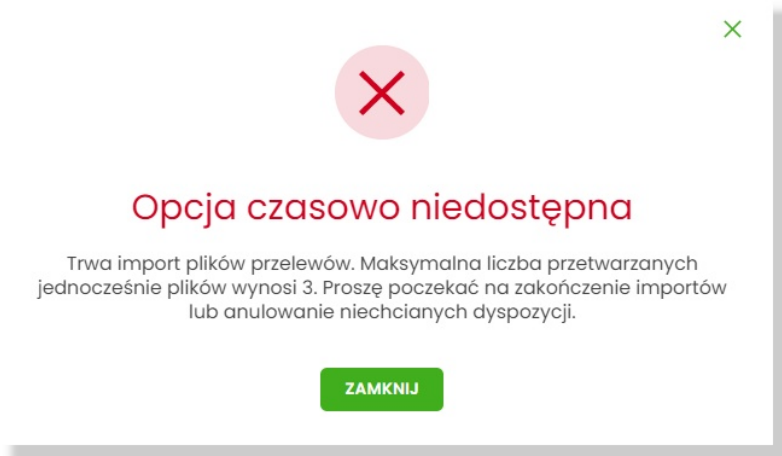 Opcja czasowo niedostępna
Trwa import plików przelewów. Maksymalna liczba przetwarzanych
jednocześnie plików wynosi 3. Proszę poczekać na zakończenie importów
lub anulowanie niechcianych dyspozycji.
ZAMKNIJ